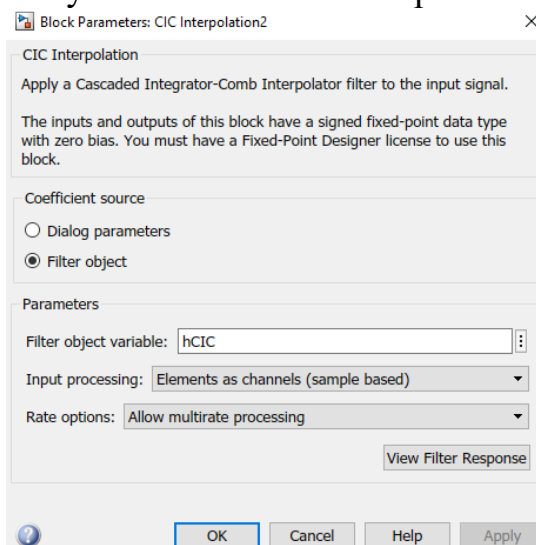 Block Parameters: CIC Interpolation2
CIC Interpolation
Apply a Cascaded Integrator-Comb Interpolator filter to the input signal.
The inputs and outputs of this block have a signed fixed-point data type
with zero bias. You must have a Fixed-Point Designer license to use this
block.
Coefficient source
Dialog parameters
Filter object
Parameters
Filter object variable: hCIC
Input processing: Elements as channels (sample based)
Rate options: Allow multirate processing
View Filter Response
OK Cancel Help Apply